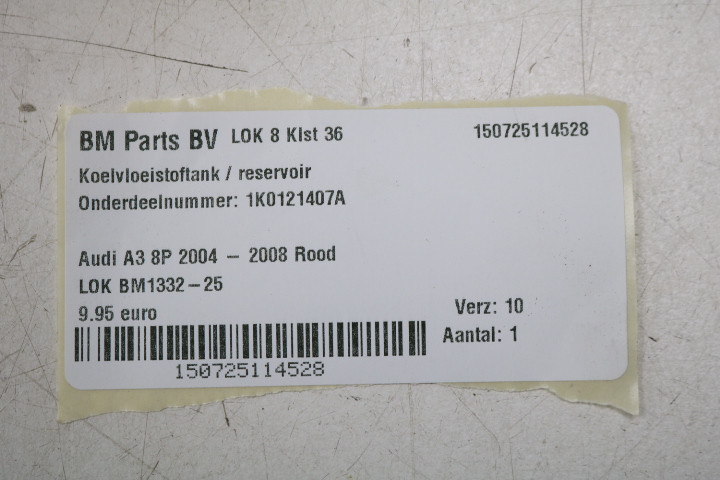 BM Parts BV LOK 8 Klst 36 150725114528
Koelvloeistoftank / reservoir
Onderdeelnummer: 1K0121407A
Audi A3 8P 2004 – 2008 Rood
LOK BM1332-25
9.95 euro Verz: 10
Aantal: 1
150725114528